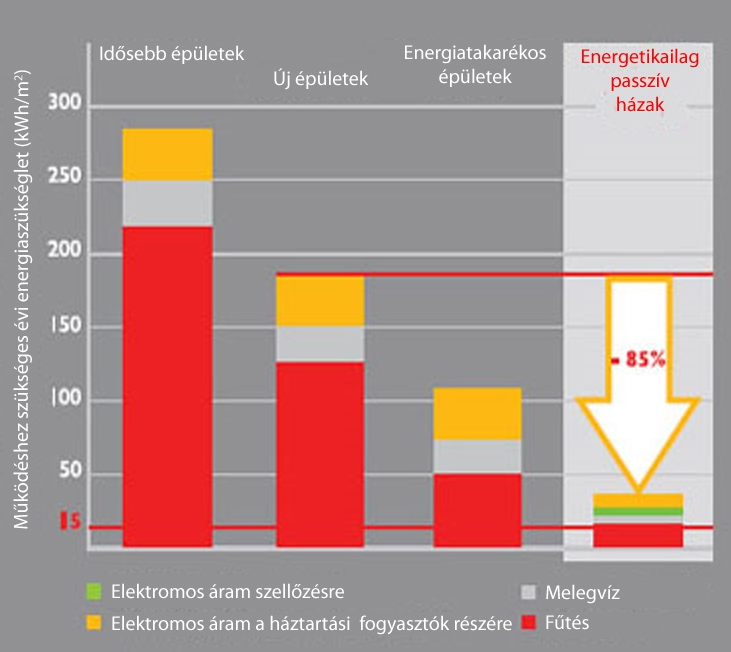 Idősebb épületek
Új épületek
Energiatakarékos
épületek
Energetikailag
passzív
házak
Működéshez szükséges évi energiaszükséglet (kWh/m²)
300
250
200
150
100
50
15
- 85%
Elektromos áram szellőzésre
Melegvíz
Elektromos áram a háztartási fogyasztók részére
Fűtés